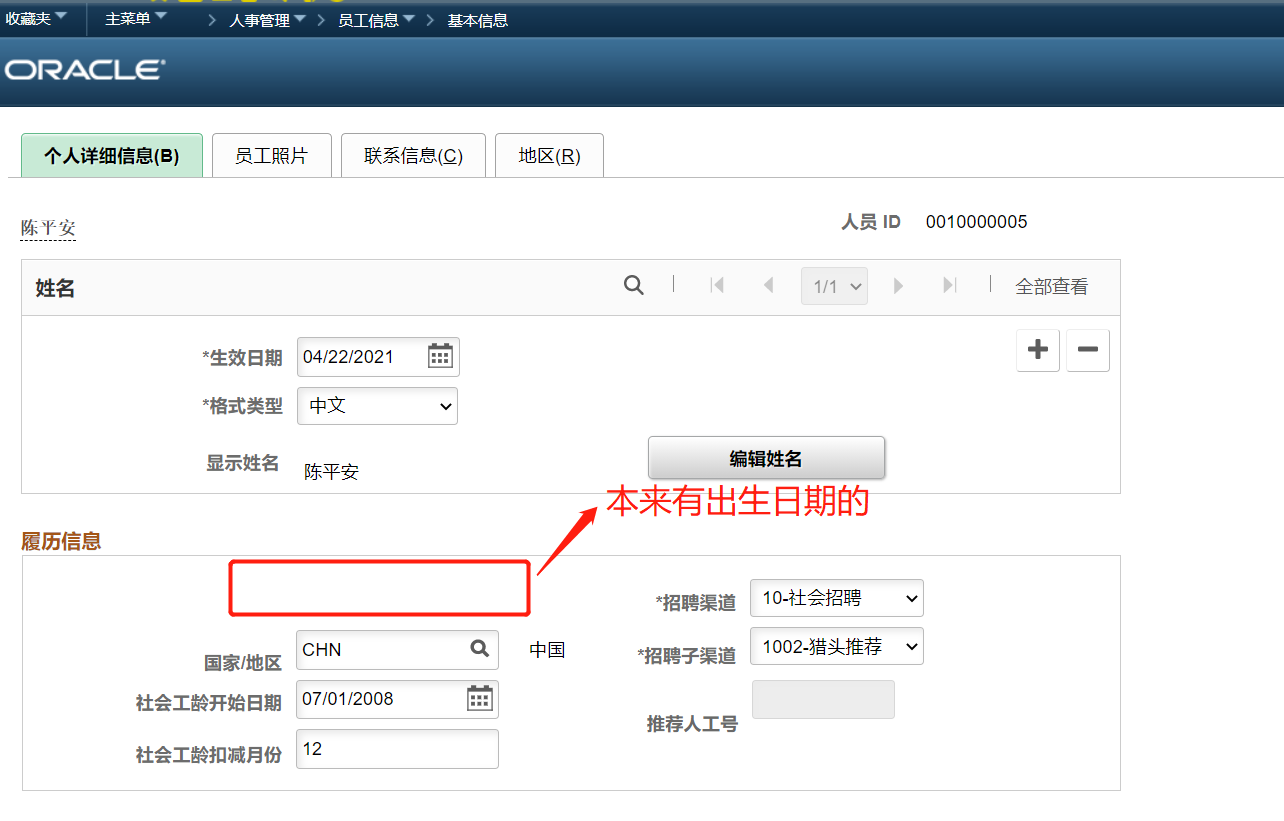 收藏夹 主菜单 人事管理 员工信息 基本信息
ORACLE
个人详细信息(B) 员工照片 联系信息(C) 地区(R)
陈平安 人员 ID 0010000005
姓名 1/1 全部查看
*生效日期 04/22/2021
*格式类型 中文
显示姓名 陈平安 编辑姓名
本来有出生日期的
履历信息
*招聘渠道 10-社会招聘
国家/地区 CHN 中国 *招聘子渠道 1002-猎头推荐
社会工龄开始日期 07/01/2008
推荐人工号
社会工龄扣减月份 12